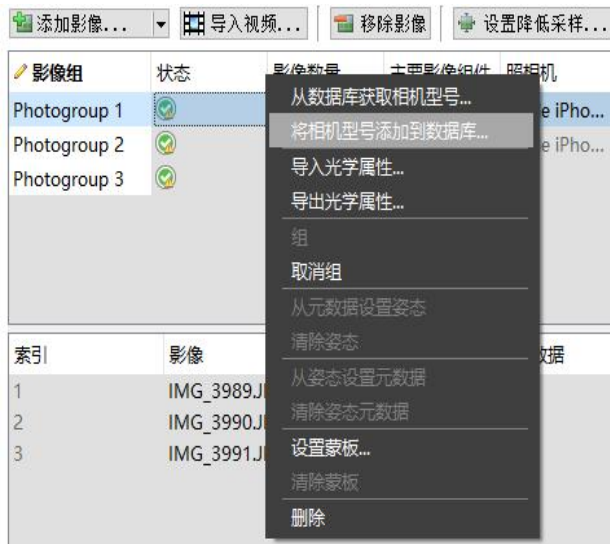 添加影像... 导入视频... 移除影像 设置降低采样...
影像组 状态 影像数量 主要影像组件 照相机
Photogroup 1 e iPho...
Photogroup 2 e iPho...
Photogroup 3
从数据库获取相机型号...
将相机型号添加到数据库...
导入光学属性...
导出光学属性...
组
取消组
从元数据设置姿态
清除姿态
从姿态设置元数据
清除姿态元数据
设置蒙板...
清除蒙板
删除
索引 影像 数据
1 IMG_3989.J
2 IMG_3990.J
3 IMG_3991.J